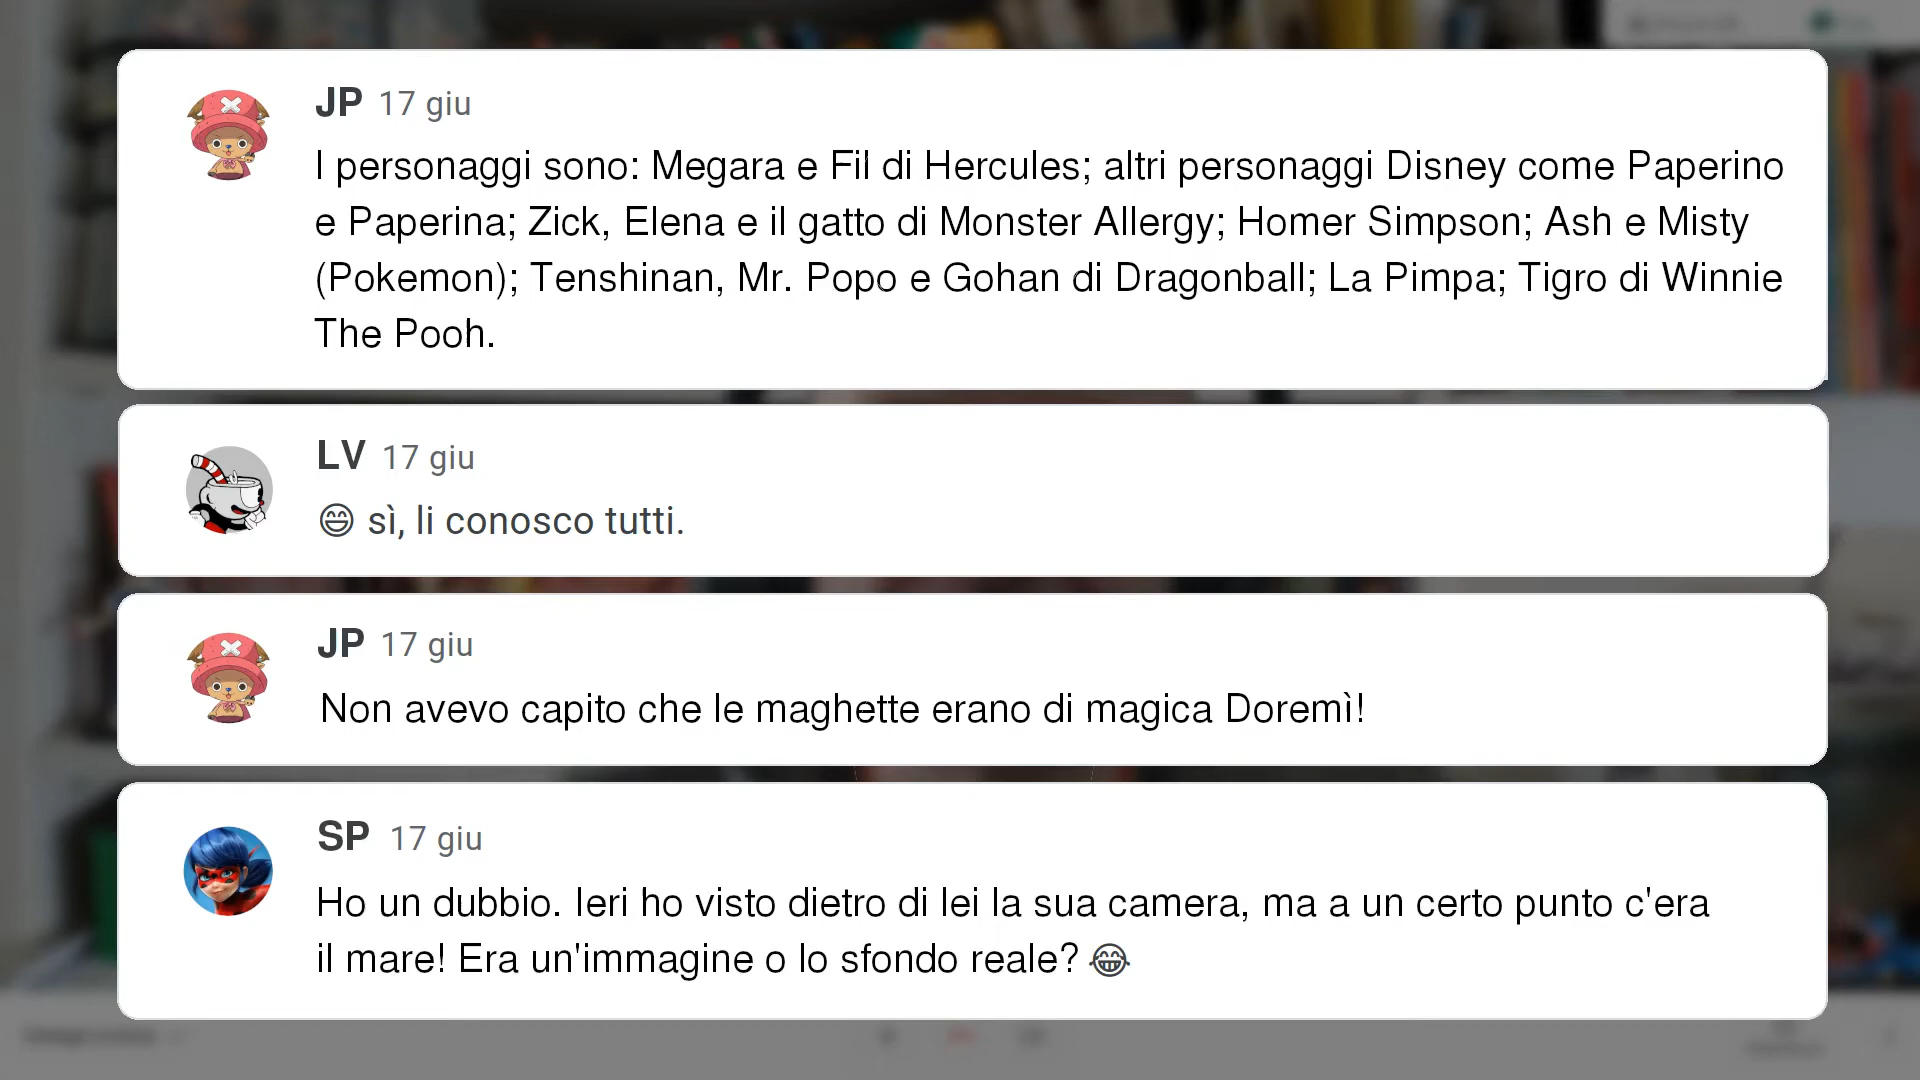 JP 17 giu
I personaggi sono: Megara e Fil di Hercules; altri personaggi Disney come Paperino
e Paperina; Zick, Elena e il gatto di Monster Allergy; Homer Simpson; Ash e Misty
(Pokemon); Tenshinan, Mr. Popo e Gohan di Dragonball; La Pimpa; Tigro di Winnie
The Pooh.
LV 17 giu
😄 sì, li conosco tutti.
JP 17 giu
Non avevo capito che le maghette erano di magica Doremì!
SP 17 giu
Ho un dubbio. Ieri ho visto dietro di lei la sua camera, ma a un certo punto c'era
il mare! Era un'immagine o lo sfondo reale? 😂